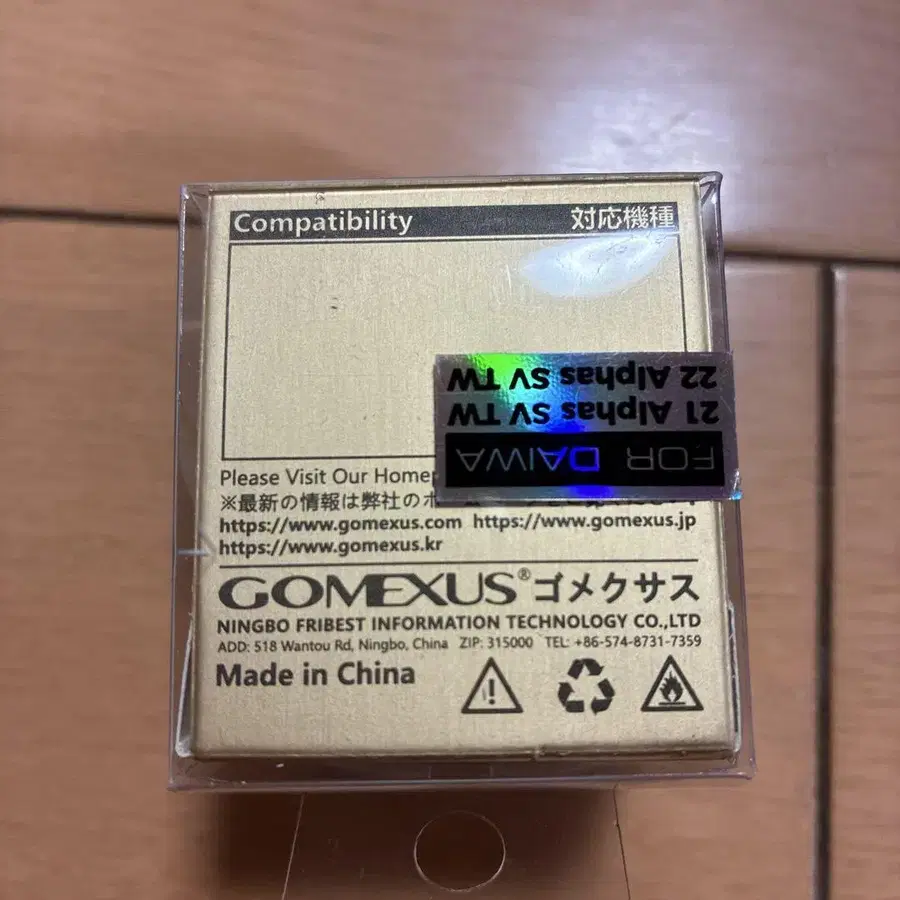 Compatibility 対応機種
22 Alphas SV TW
21 Alphas SV TW
FOR DAIWA
Please Visit Our Home
※最新の情報は弊社のホ
https://www.gomexus.com https://www.gomexus.jp
https://www.gomexus.kr
GOMEXUS® ゴメクサス
NINGBO FRIBEST INFORMATION TECHNOLOGY CO.,LTD
ADD: 518 Wantou Rd, Ningbo, China ZIP: 315000 TEL: +86-574-8731-7359
Made in China